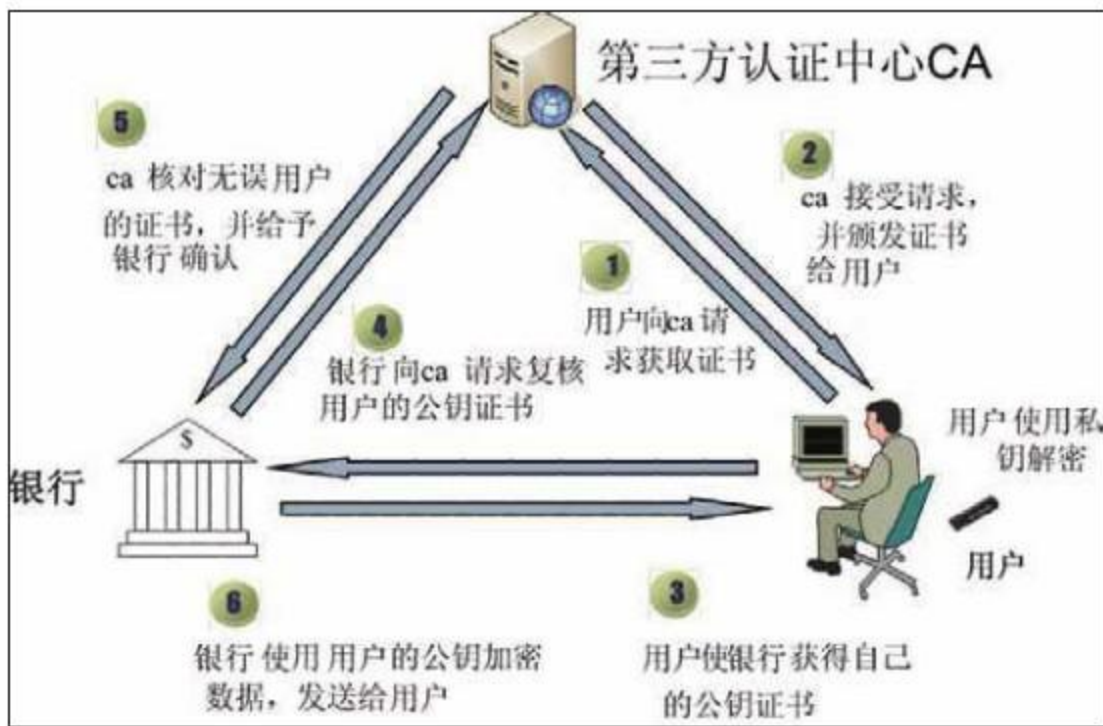 第三方认证中心CA
5
ca 核对无误用户
的证书，并给予
银行 确认
2
ca 接受请求，
并颁发证书
给 用户
1
用户向ca 请
求获取证书
4
银行 向ca 请求复核
用户的公钥证书
用户 使用私
钥解密
银行
$
用户
6
银行 使用 用户的公钥加密
数据，发送给用户
3
用户使银行 获得自己
的公钥证书